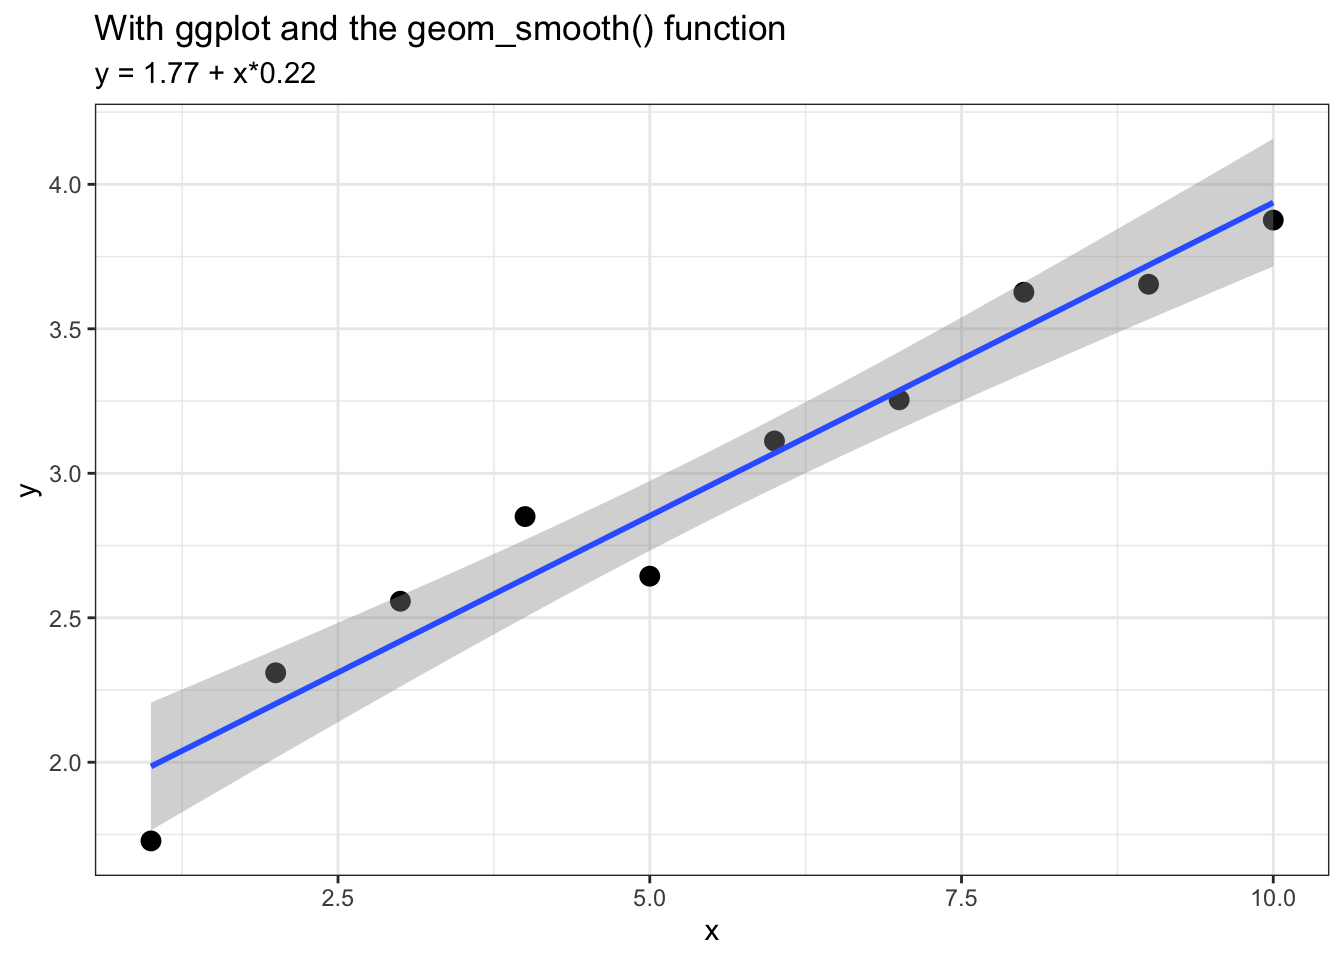 With ggplot and the geom_smooth() function
y = 1.77 + x*0.22
4.0
3.5
3.0
2.5
2.0
y
2.5 5.0 7.5 10.0
x